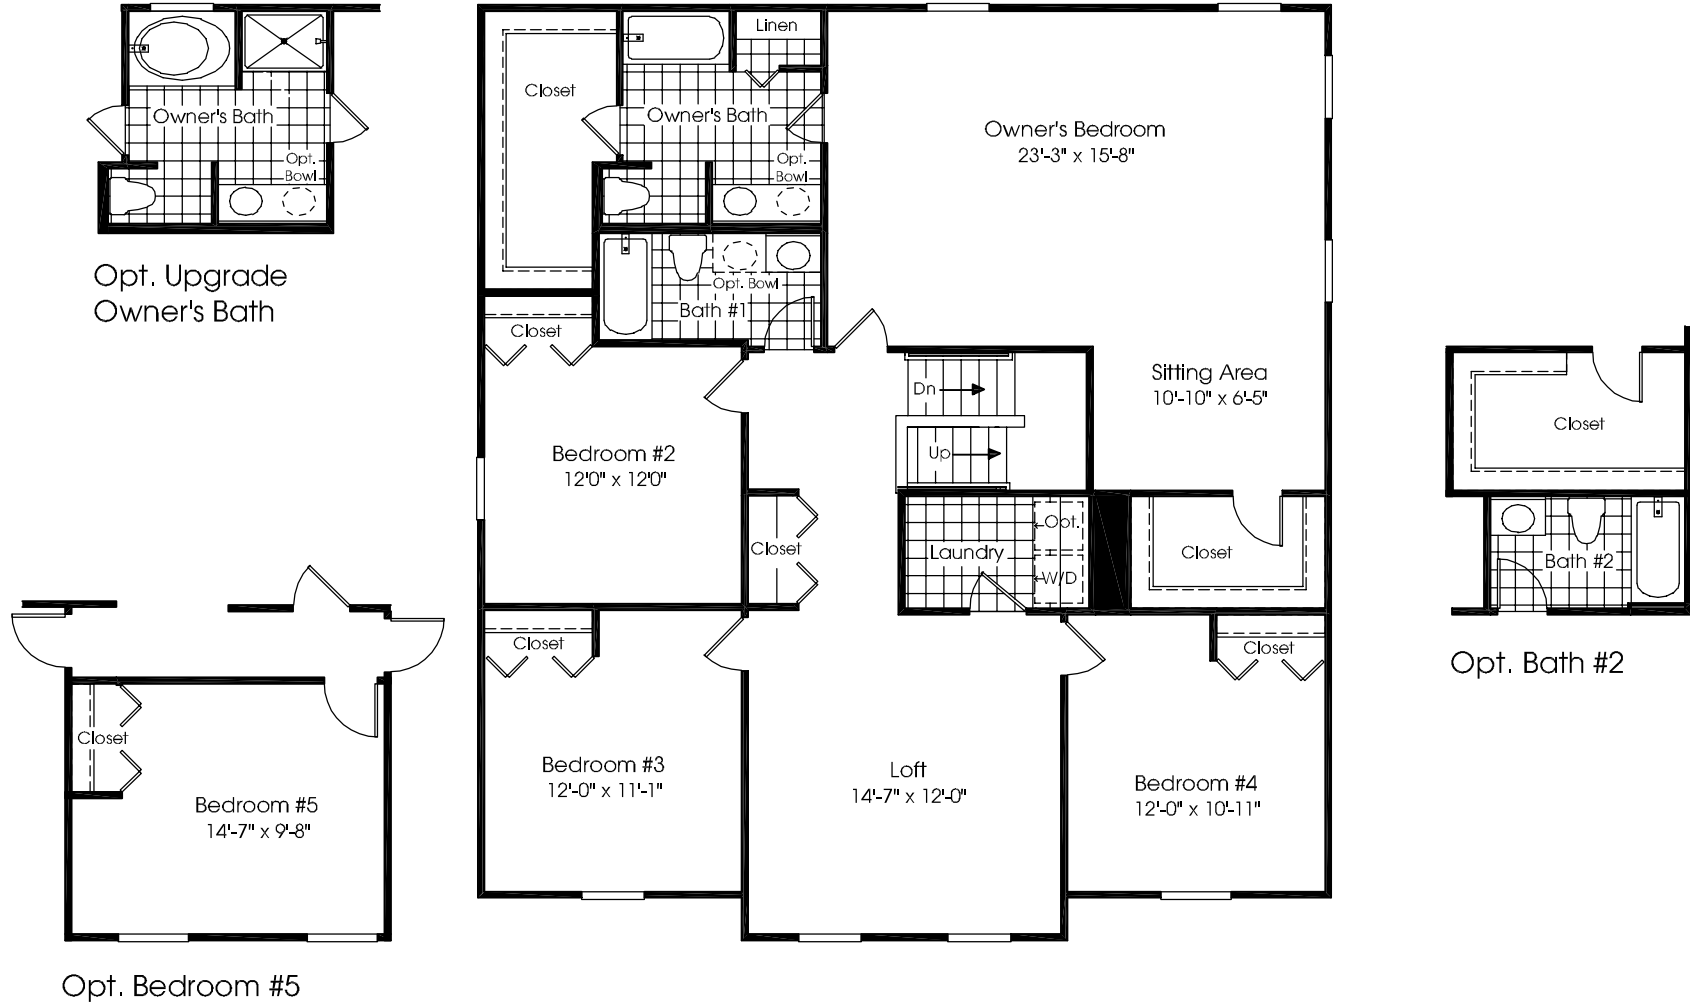 Owner's Bath
Opt.
Bowl
Opt. Upgrade
Owner's Bath
Linen
Closet
Owner's Bath
Opt.
Bowl
Owner's Bedroom
23'-3" x 15'-8"
Opt. Bowl
Bath #1
Closet
Sitting Area
10'-10" x 6'-5"
Dn
Up
Bedroom #2
12'0" x 12'0"
Closet
Laundry
Opt.
W/D
Closet
Closet
Bath #2
Opt. Bath #2
Closet
Closet
Bedroom #3
12'-0" x 11'-1"
Loft
14'-7" x 12'-0"
Bedroom #4
12'-0" x 10'-11"
Closet
Bedroom #5
14'-7" x 9'-8"
Opt. Bedroom #5